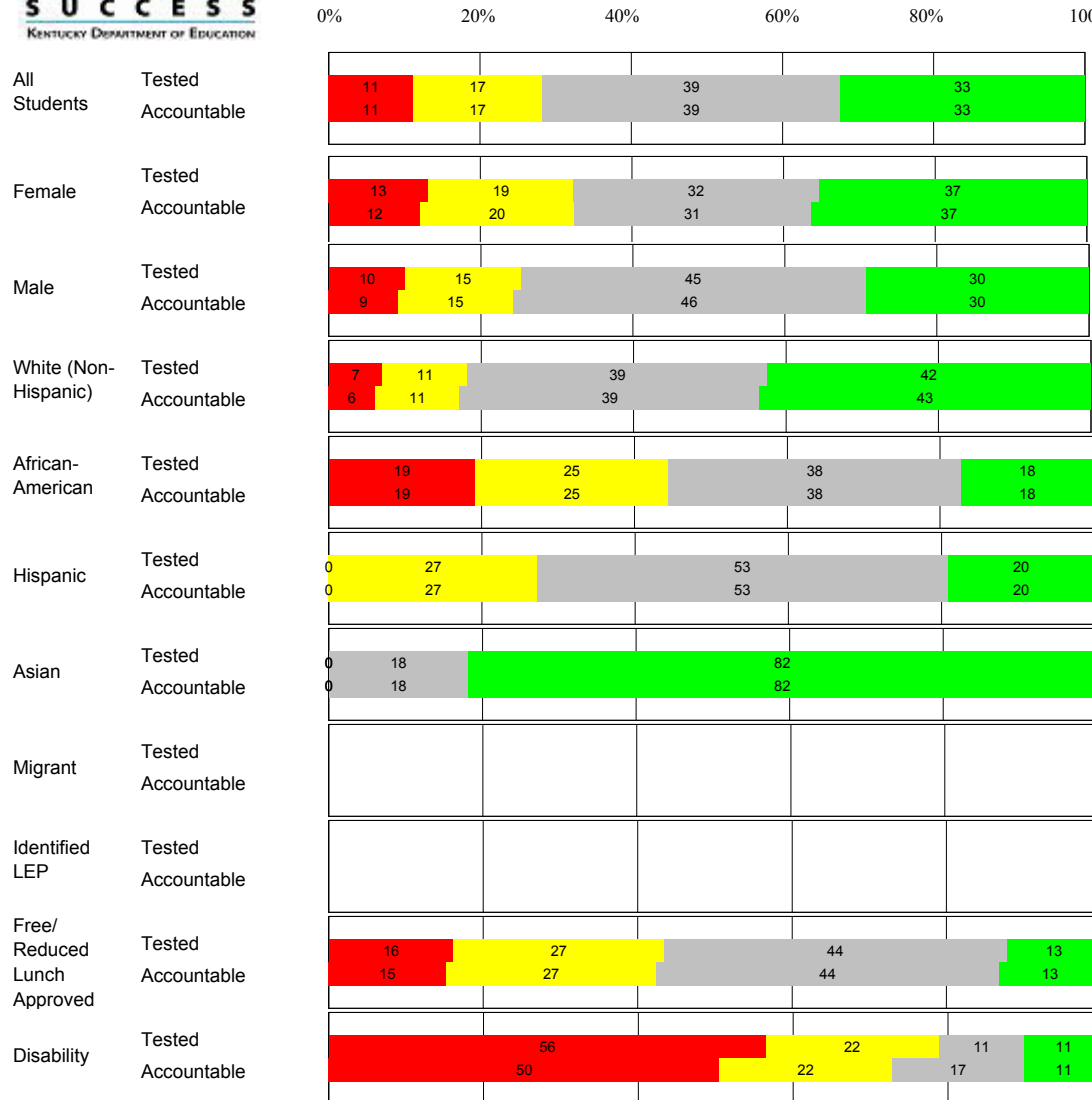 S U C C E S S
KENTUCKY DEPARTMENT OF EDUCATION
0% 20% 40% 60% 80% 100
All Students
Tested 11 17 39 33
Accountable 11 17 39 33
Female
Tested 13 19 32 37
Accountable 12 20 31 37
Male
Tested 10 15 45 30
Accountable 9 15 46 30
White (Non-
Hispanic)
Tested 7 11 39 42
Accountable 6 11 39 43
African-
American
Tested 19 25 38 18
Accountable 19 25 38 18
Hispanic
Tested 0 27 53 20
Accountable 0 27 53 20
Asian
Tested 0 18 82
Accountable 0 18 82
Migrant
Tested
Accountable
Identified
LEP
Tested
Accountable
Free/
Reduced
Lunch
Approved
Tested 16 27 44 13
Accountable 15 27 44 13
Disability
Tested 56 22 11 11
Accountable 50 22 17 11